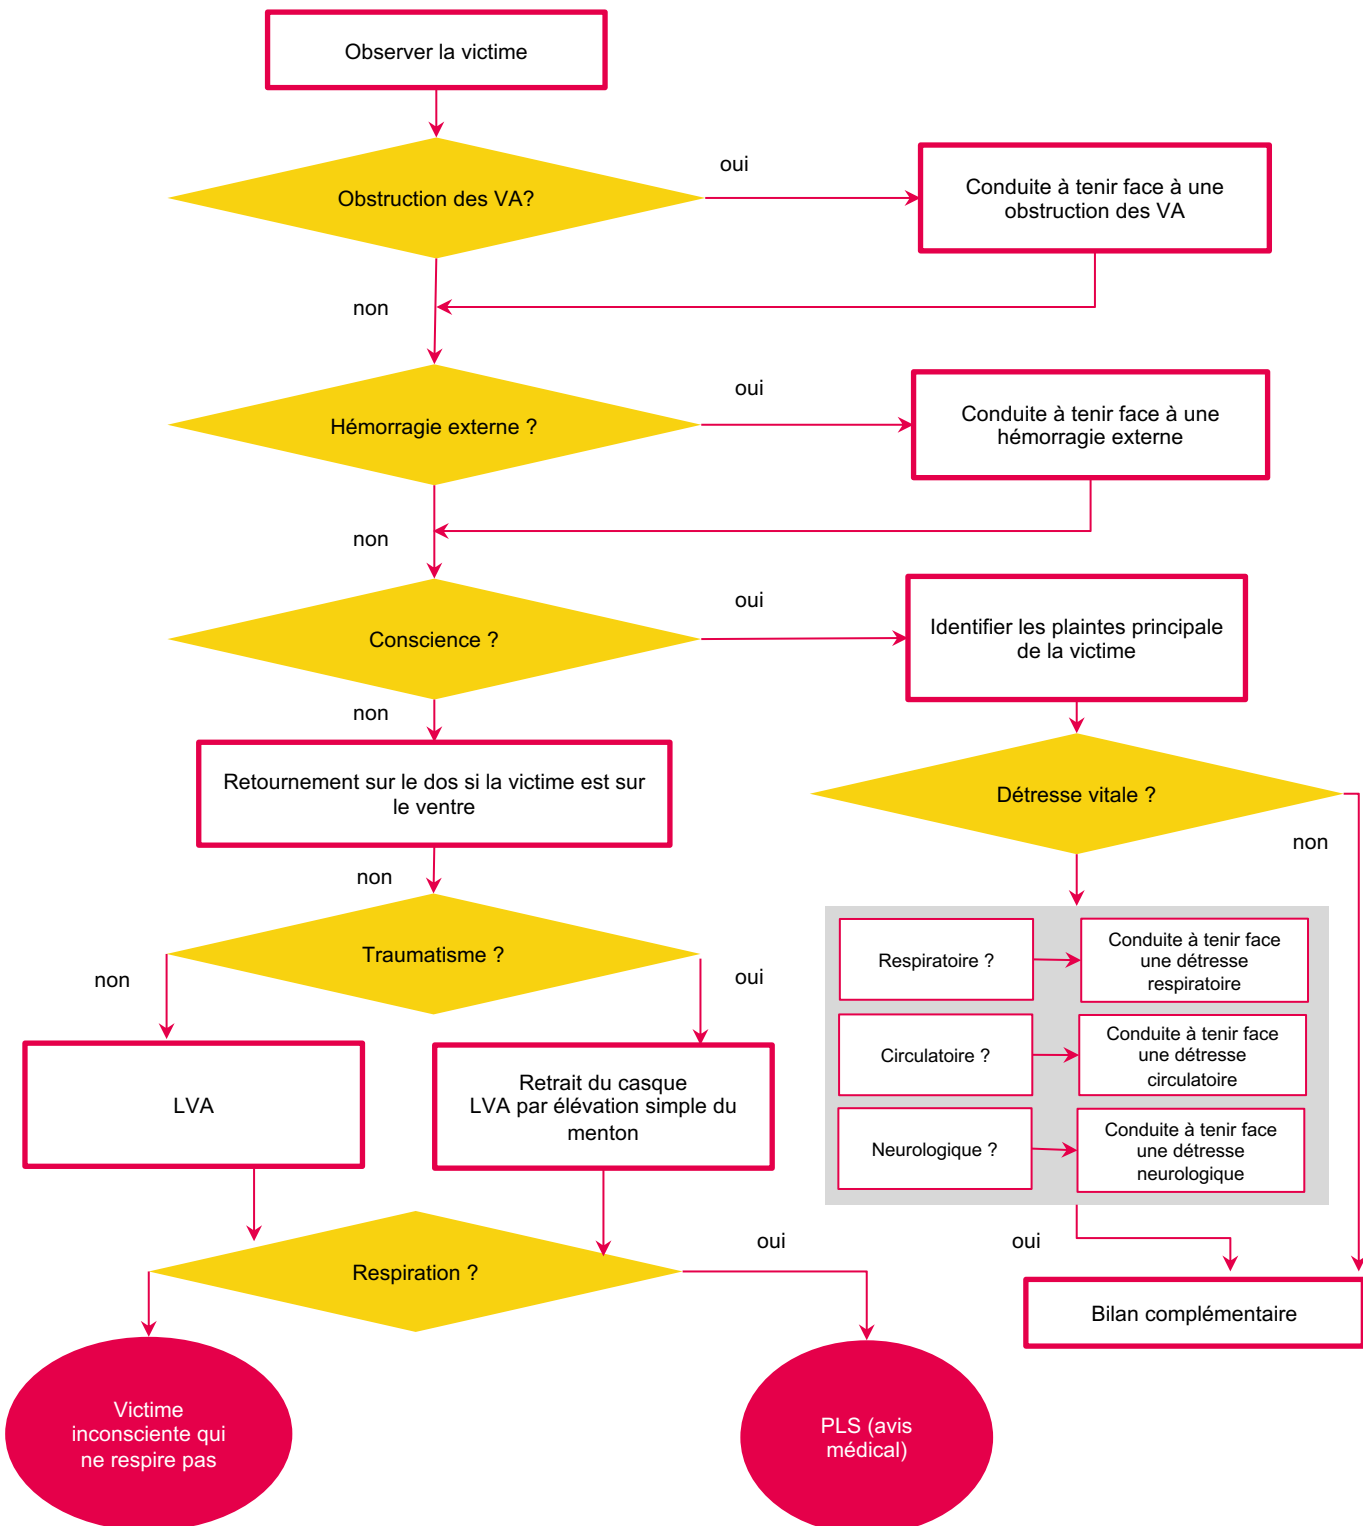 Observer la victime
Obstruction des VA?
oui
Conduite à tenir face à une
obstruction des VA
non
Hémorragie externe ?
oui
Conduite à tenir face à une
hémorragie externe
non
Conscience ?
oui
Identifier les plaintes principale
de la victime
non
Retournement sur le dos si la victime est sur
le ventre
Détresse vitale ?
non
non
Traumatisme ?
non
oui
Respiratoire ?
Conduite à tenir face
une détresse
respiratoire
Circulatoire ?
Conduite à tenir face
une détresse
circulatoire
Neurologique ?
Conduite à tenir face
une détresse
neurologique
LVA
Retrait du casque
LVA par élévation simple du
menton
Respiration ?
oui
oui
Bilan complémentaire
Victime
inconsciente qui
ne respire pas
PLS (avis
médical)